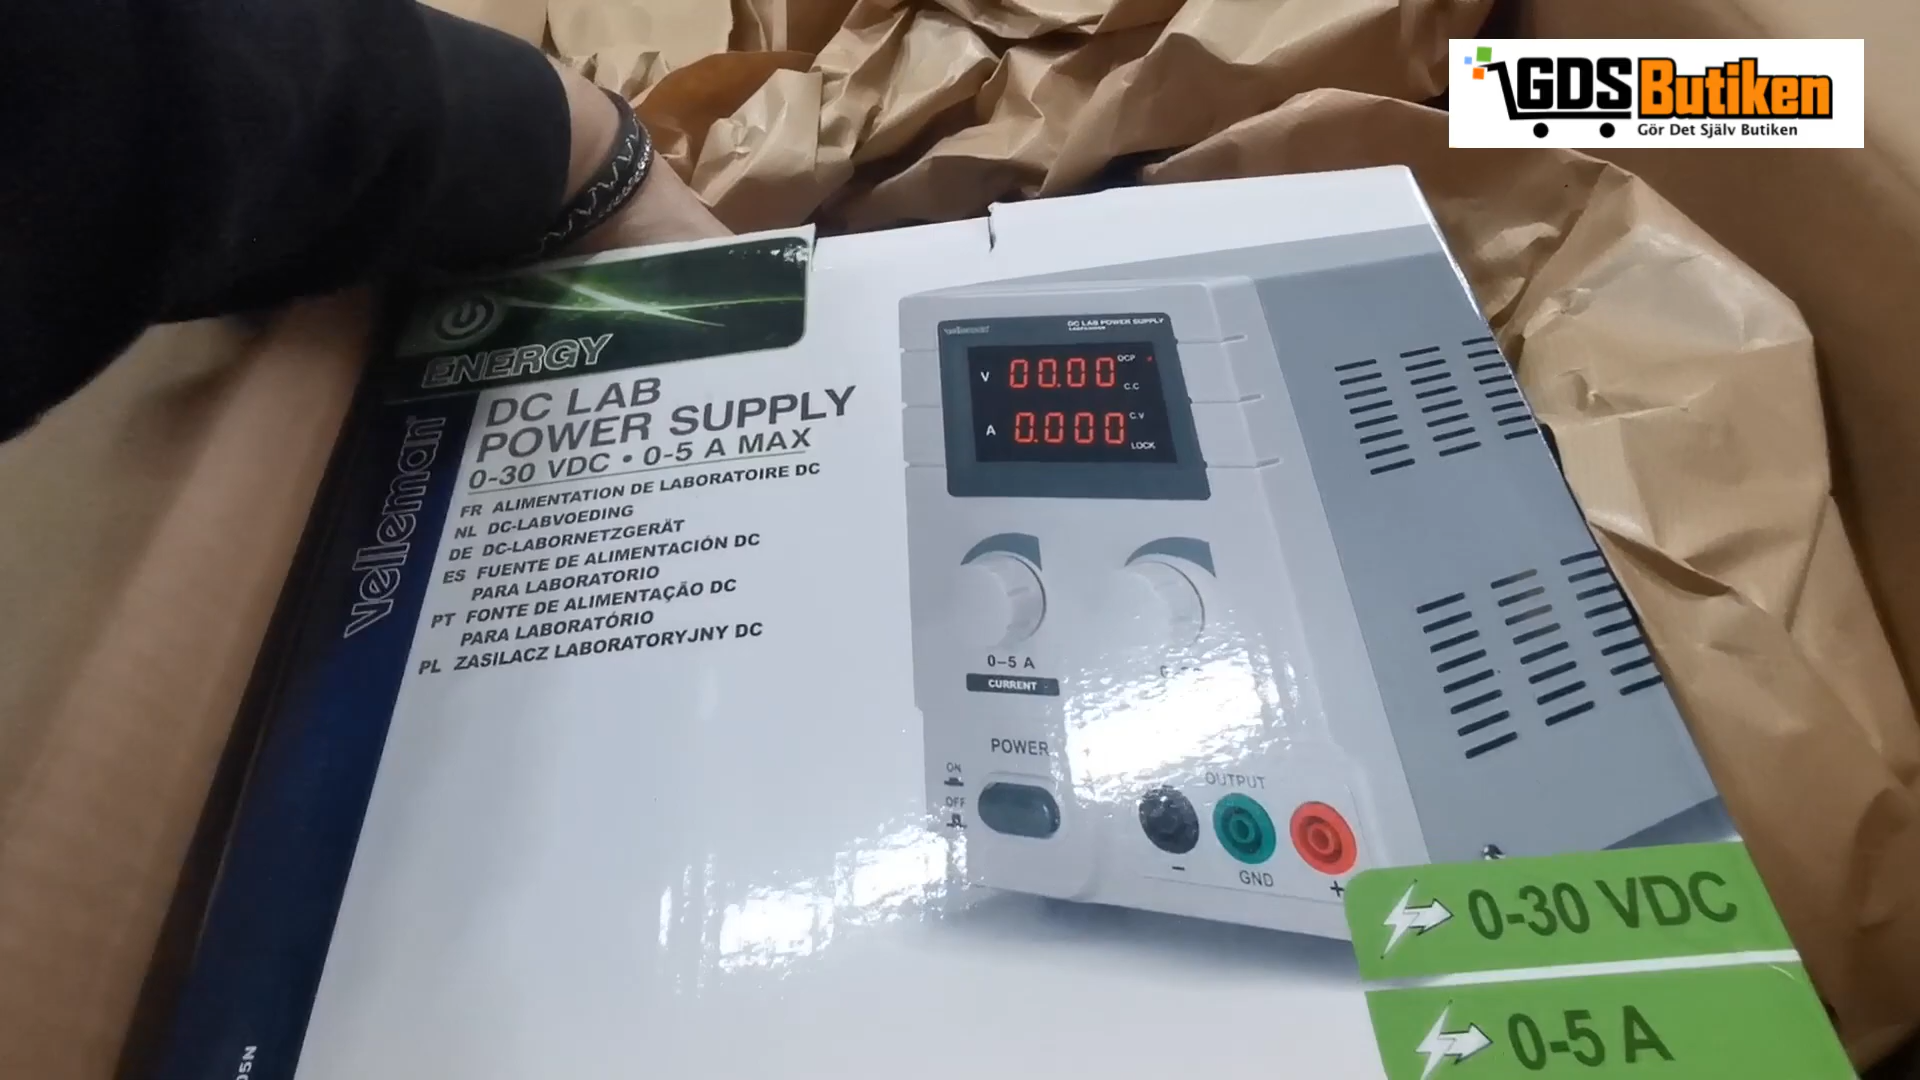 GDSButiken
Gör Det Själv Butiken
ENERGY
velleman
DC LAB
POWER SUPPLY
0-30 VDC • 0-5 A MAX
FR ALIMENTATION DE LABORATOIRE DC
NL DC-LABVOEDING
DE DC-LABORNETZGERÄT
ES FUENTE DE ALIMENTACIÓN DC
PARA LABORATORIO
PT FONTE DE ALIMENTAÇÃO DC
PARA LABORATÓRIO
PL ZASILACZ LABORATORYJNY DC
velleman
DC LAB POWER SUPPLY
V 00.00 OCP
C.C
A 0.000 C.V
LOCK
0–5 A
CURRENT
POWER
ON
OFF
OUTPUT
–
GND
+
0-30 VDC
0-5 A